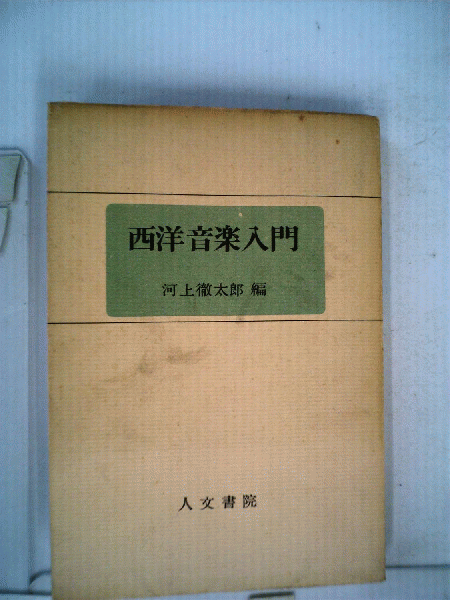 西洋音楽入門
河上徹太郎 編
人文書院